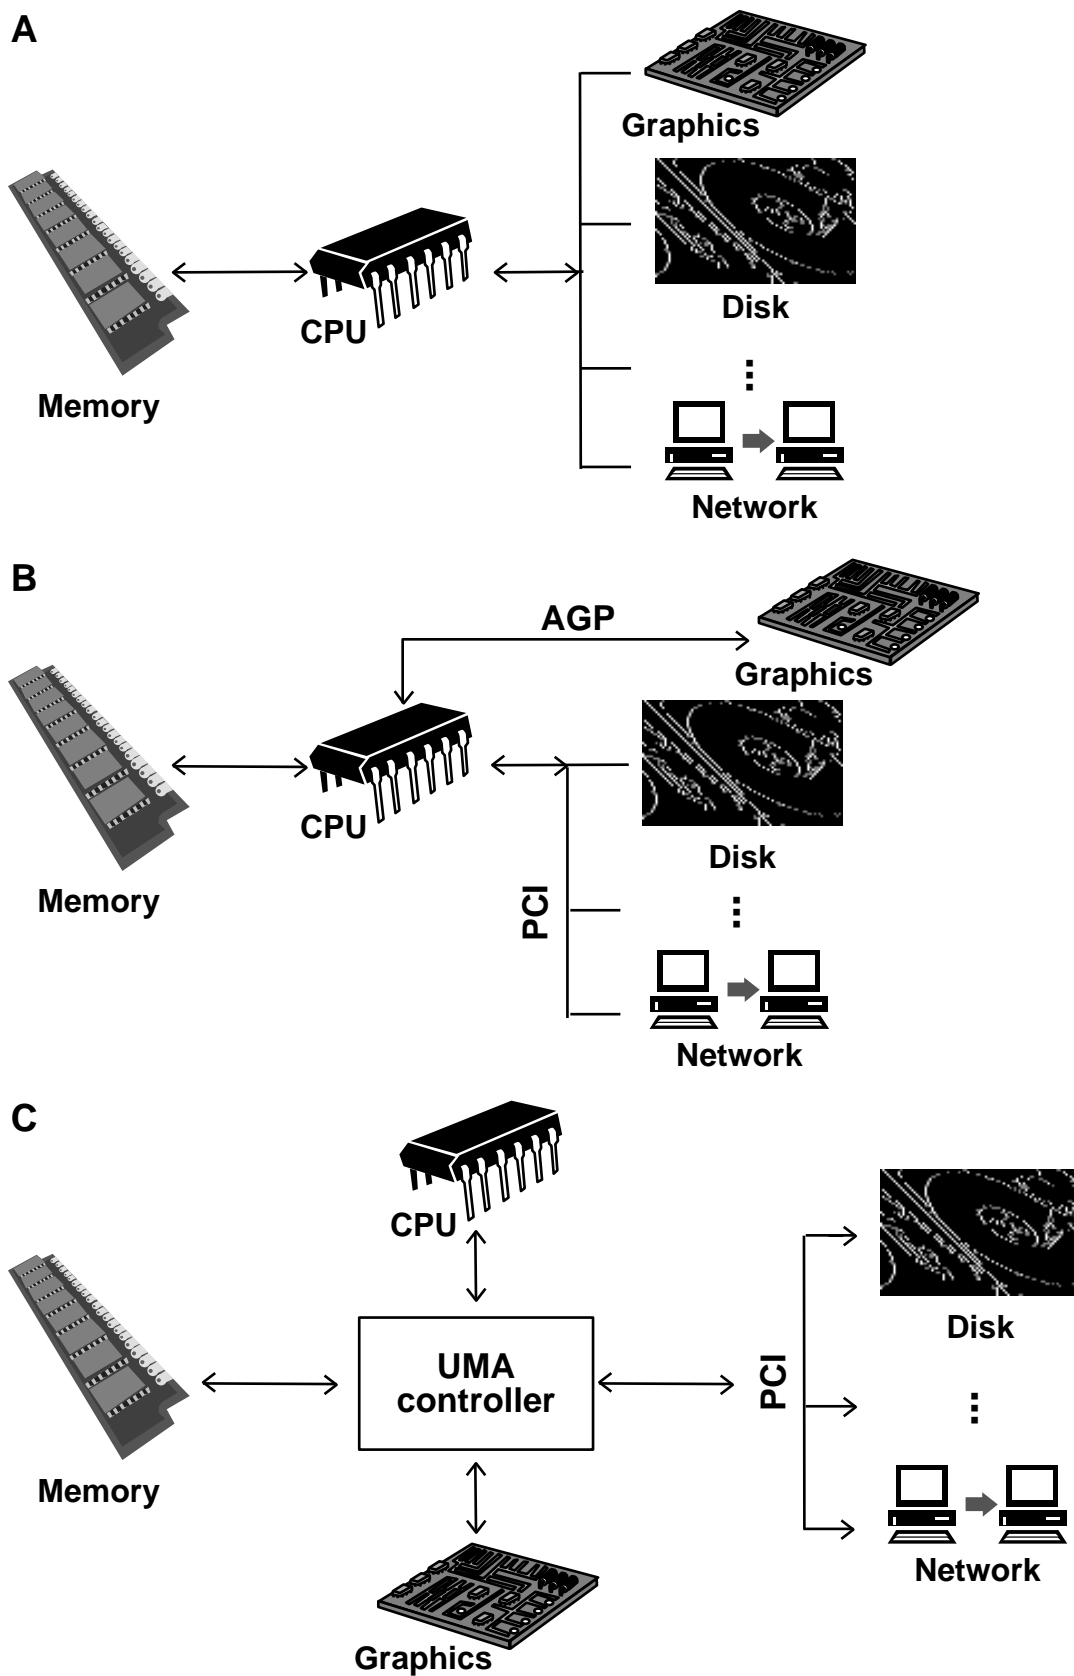 A
Graphics
Disk
CPU
Memory
...
Network
B
AGP
Graphics
CPU
Disk
Memory
PCI
...
Network
C
CPU
Disk
UMA
controller
PCI
...
Memory
Network
Graphics